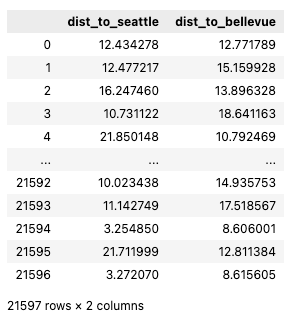 dist_to_seattle dist_to_bellevue
0 12.434278 12.771789
1 12.477217 15.159928
2 16.247460 13.896328
3 10.731122 18.641163
4 21.850148 10.792469
... ... ...
21592 10.023438 14.935753
21593 11.142749 17.518567
21594 3.254850 8.606001
21595 21.711999 12.811384
21596 3.272070 8.615605
21597 rows × 2 columns